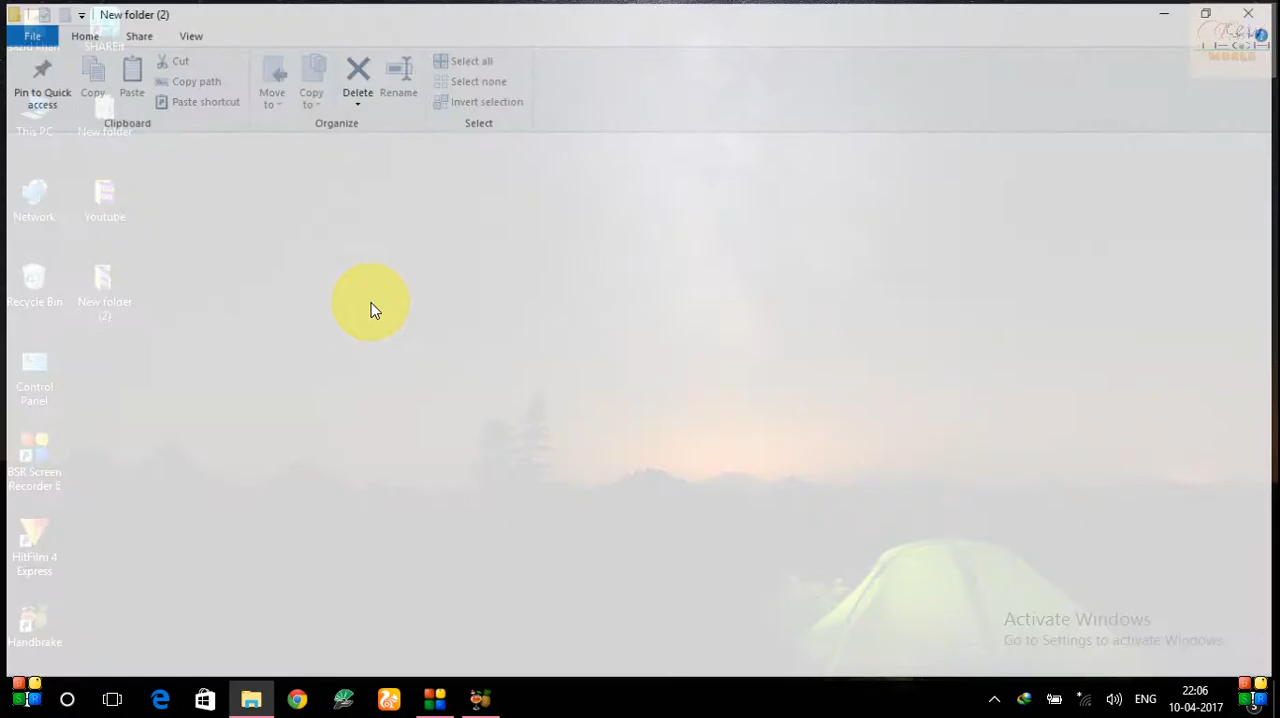 New folder (2)
File Home Share View
Pin to Quick access
Copy
Paste
Cut
Copy path
Paste shortcut
Clipboard
Move to
Copy to
Delete
Rename
Organize
Select all
Select none
Invert selection
Select
SHAREit
This PC
New folder
Network
Youtube
Recycle Bin
New folder (2)
Control Panel
BSR Screen Recorder 6
HitFilm 4 Express
Handbrake
WORLD
Activate Windows
Go to Settings to activate Windows.
ENG
22:06
10-04-2017